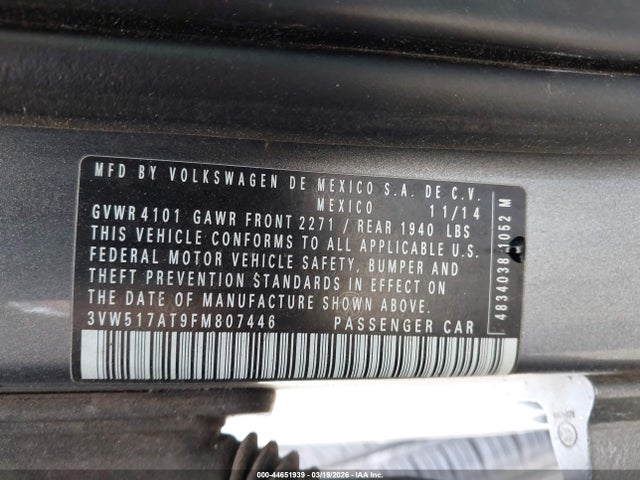 MFD BY VOLKSWAGEN DE MEXICO S.A. DE C.V.
MEXICO 11/14
GVWR 4101 GAWR FRONT 2271 / REAR 1940 LBS
THIS VEHICLE CONFORMS TO ALL APPLICABLE U.S.
FEDERAL MOTOR VEHICLE SAFETY, BUMPER AND
THEFT PREVENTION STANDARDS IN EFFECT ON
THE DATE OF MANUFACTURE SHOWN ABOVE.
3VW517AT9FM807446 PASSENGER CAR
4834038 1052 M
000-44651939 - 03/19/2026 - IAA Inc.